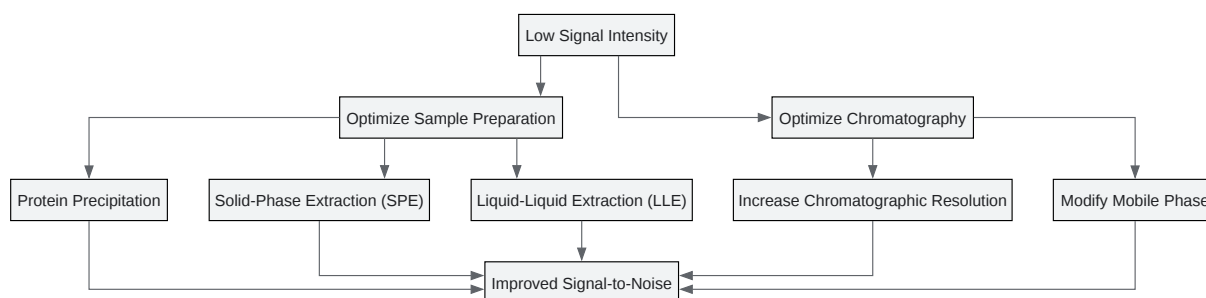 Low Signal Intensity
Optimize Sample Preparation
Optimize Chromatography
Protein Precipitation
Solid-Phase Extraction (SPE)
Liquid-Liquid Extraction (LLE)
Increase Chromatographic Resolution
Modify Mobile Phase
Improved Signal-to-Noise